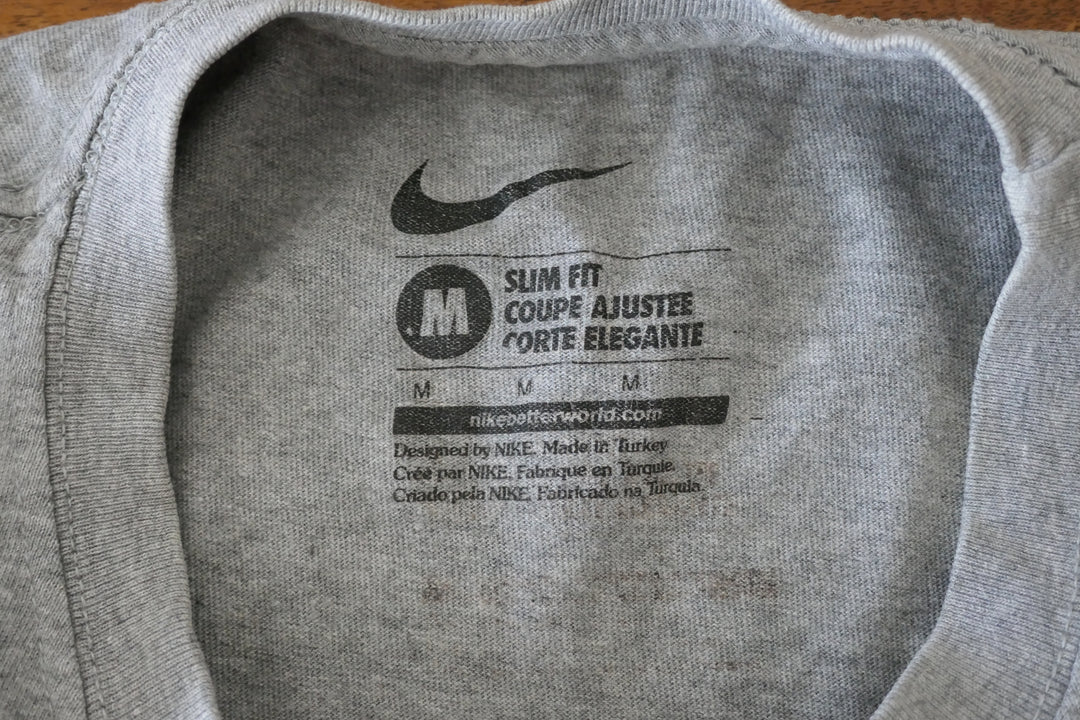 M
SLIM FIT
COUPE AJUSTEE
CORTE ELEGANTE
M M M
nikebetterworld.com
Designed by NIKE. Made in Turkey
Créé par NIKE. Fabrique en Turquie.
Criado pela NIKE. Fabricado na Turquia.